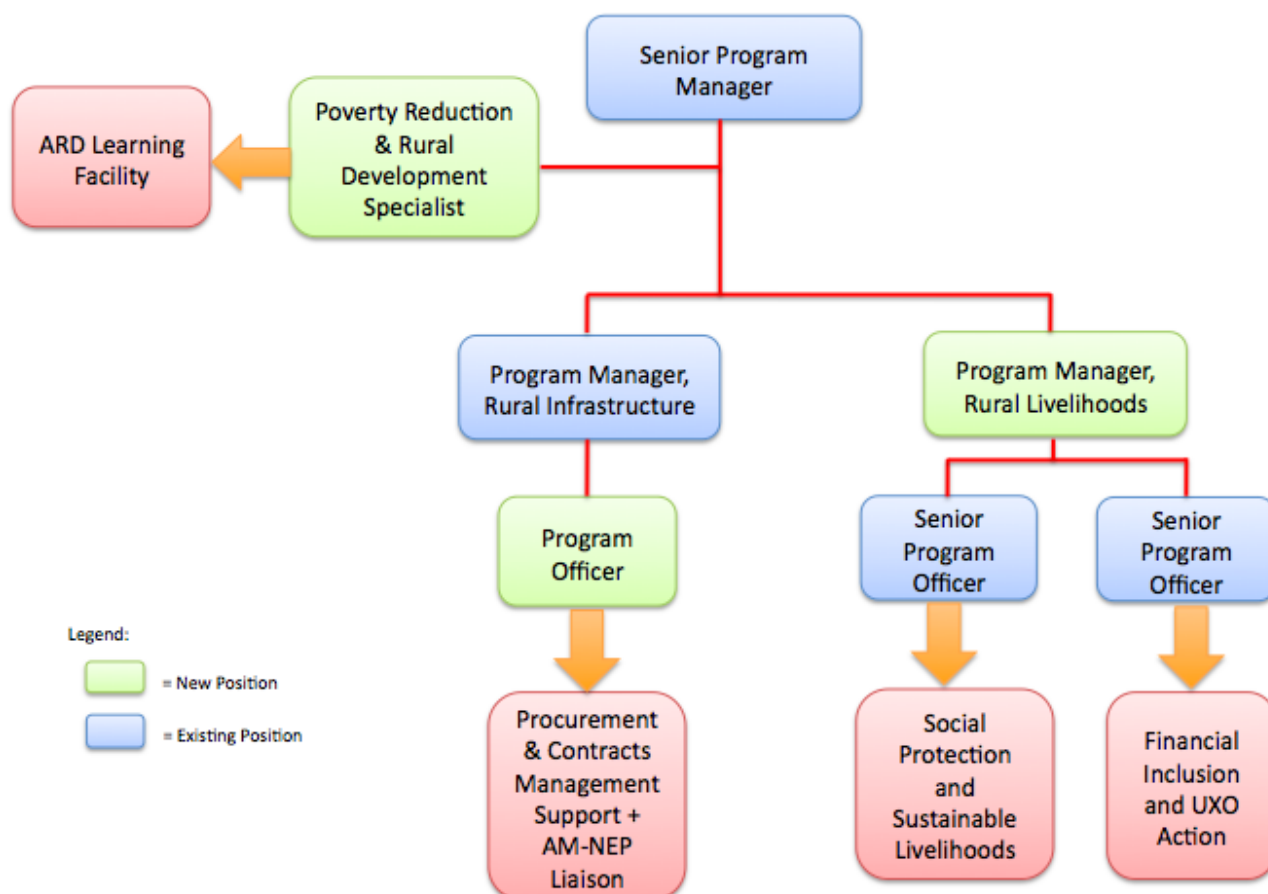 Senior Program
Manager
Poverty Reduction
& Rural
Development
Specialist
ARD Learning
Facility
Program Manager,
Rural Infrastructure
Program Manager,
Rural Livelihoods
Program
Officer
Senior
Program
Officer
Senior
Program
Officer
Legend:
= New Position
= Existing Position
Procurement
& Contracts
Management
Support +
AM-NEP
Liaison
Social
Protection
and
Sustainable
Livelihoods
Financial
Inclusion
and UXO
Action